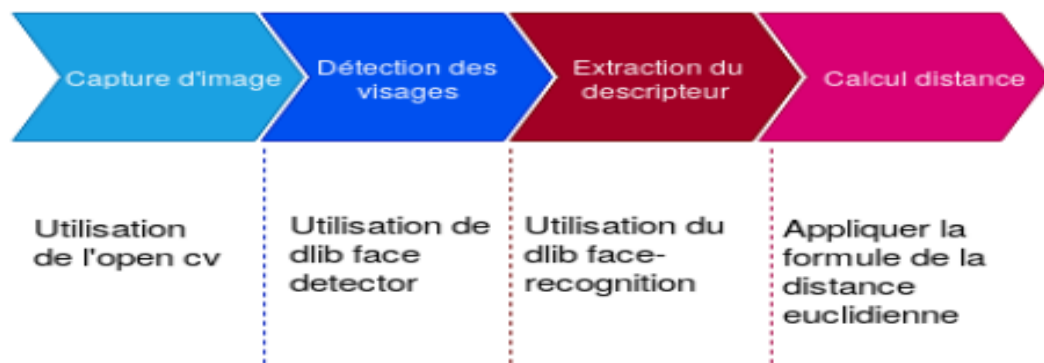 Capture d'image
Détection des
visages
Extraction du
descripteur
Calcul distance
Utilisation
de l'open cv
Utilisation de
dlib face
detector
Utilisation du
dlib face-
recognition
Appliquer la
formule de la
distance
euclidienne